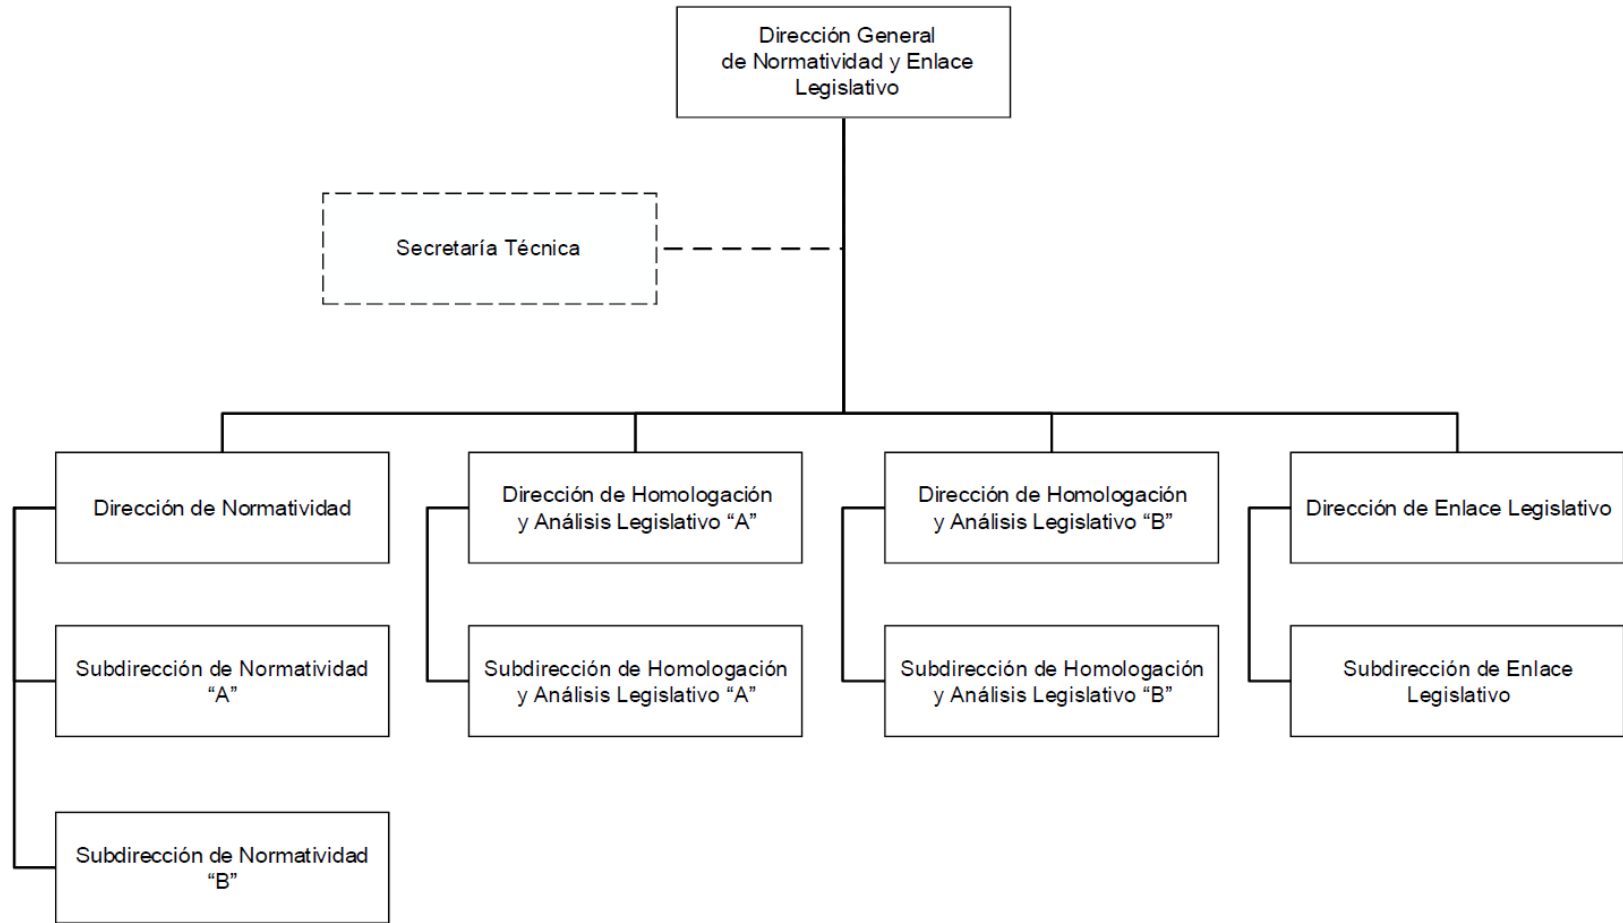 Dirección General
de Normatividad y Enlace
Legislativo
Secretaría Técnica
Dirección de Normatividad
Dirección de Homologación
y Análisis Legislativo “A”
Dirección de Homologación
y Análisis Legislativo “B”
Dirección de Enlace Legislativo
Subdirección de Normatividad
“A”
Subdirección de Homologación
y Análisis Legislativo “A”
Subdirección de Homologación
y Análisis Legislativo “B”
Subdirección de Enlace
Legislativo
Subdirección de Normatividad
“B”